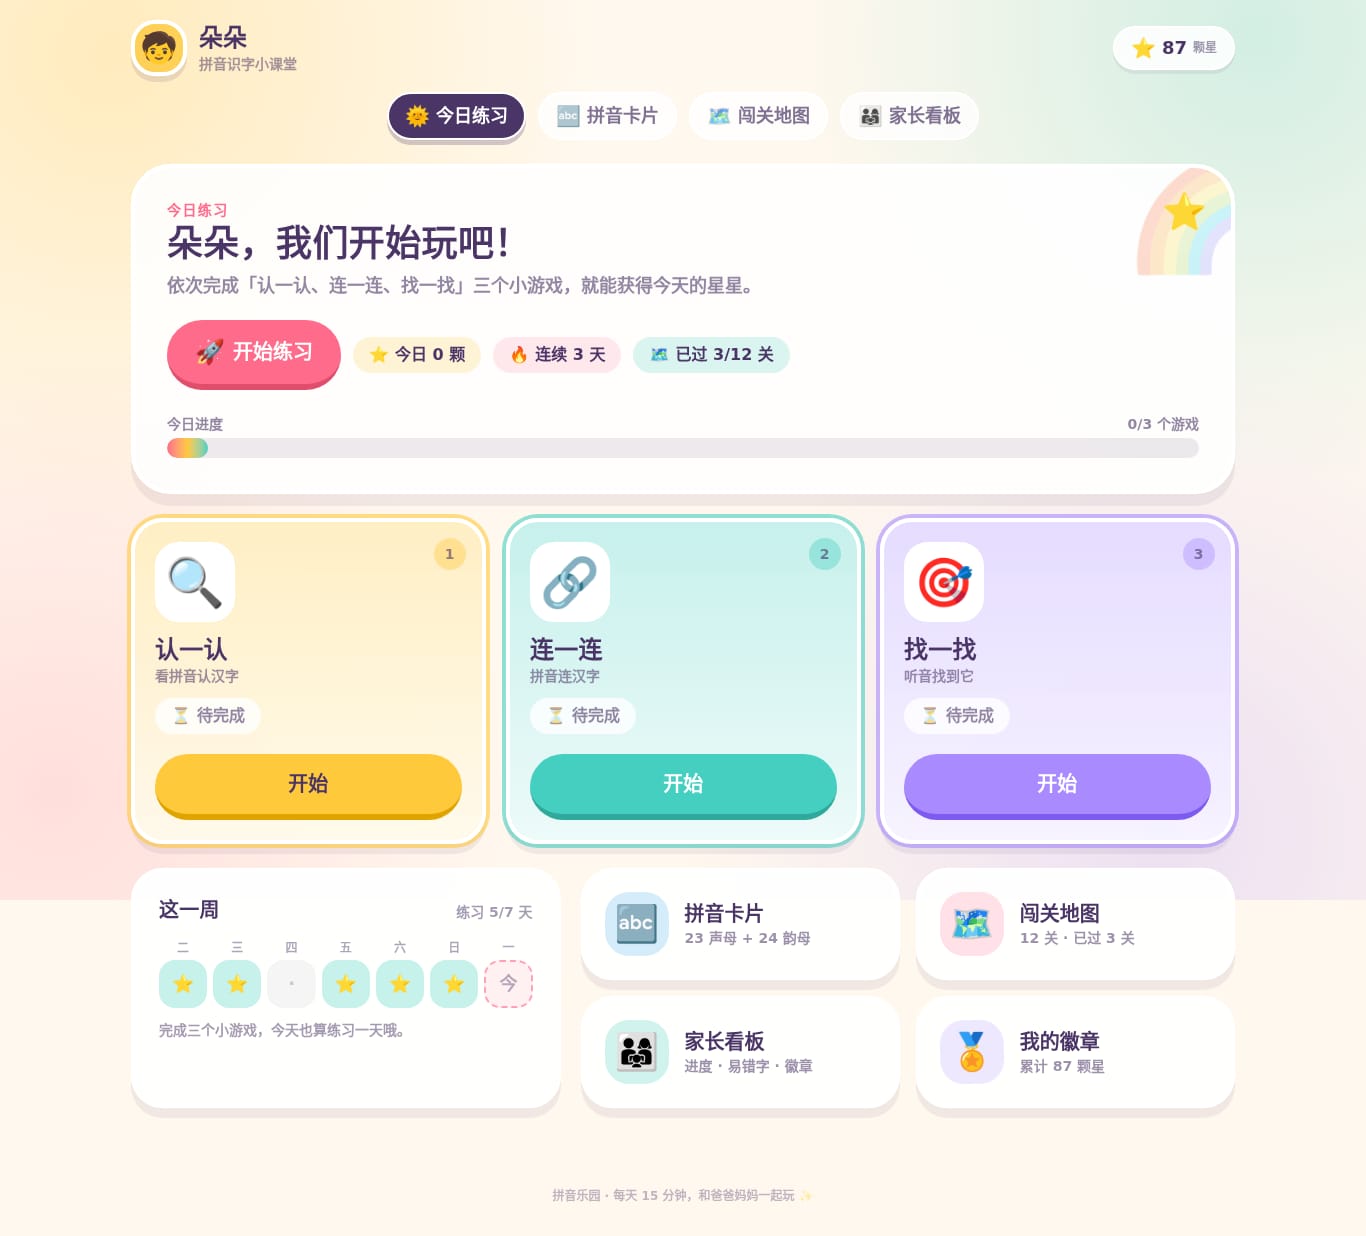 朵朵
拼音识字小课堂
87 颗星
今日练习
拼音卡片
闯关地图
家长看板
今日练习
朵朵，我们开始玩吧！
依次完成「认一认、连一连、找一找」三个小游戏，就能获得今天的星星。
开始练习
今日 0 颗
连续 3 天
已过 3/12 关
今日进度
0/3 个游戏
1
认一认
看拼音认汉字
待完成
开始
2
连一连
拼音连汉字
待完成
开始
3
找一找
听音找到它
待完成
开始
这一周
练习 5/7 天
二 三 四 五 六 日 一
· 今
完成三个小游戏，今天也算练习一天哦。
abc
拼音卡片
23 声母 + 24 韵母
闯关地图
12 关 · 已过 3 关
家长看板
进度 · 易错字 · 徽章
我的徽章
累计 87 颗星
拼音乐园 · 每天 15 分钟，和爸爸妈妈一起玩 ✨